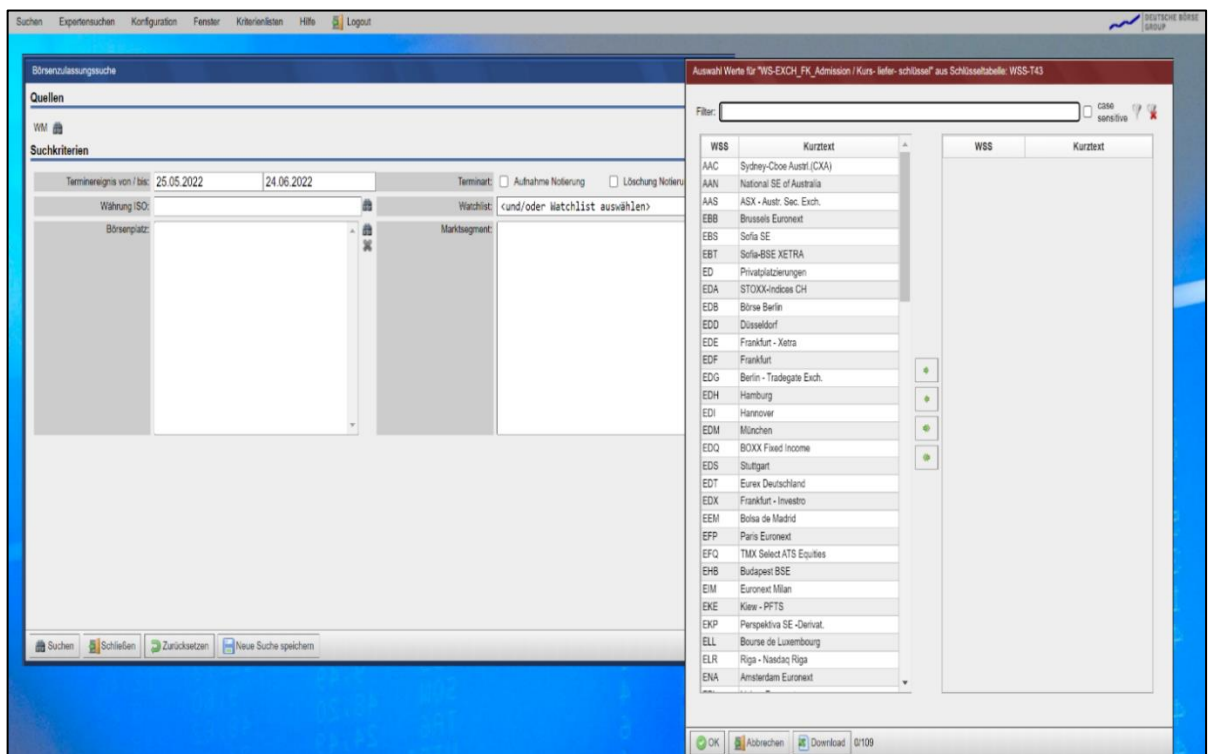 Suchen Expertensuchen Konfiguration Fenster Kriterienlisten Hilfe Logout
DEUTSCHE BÖRSE
GROUP
Börsenzulassungssuche
Quellen
WM
Suchkriterien
Terminereignis von / bis: 25.05.2022 24.06.2022 Terminart: Aufnahme Notierung Löschung Notieru
Währung ISO: Watchlist: <und/oder Watchlist auswählen>
Börsenplatz: Marktsegment:
Suchen Schließen Zurücksetzen Neue Suche speichern
Auswahl Werte für "WS-EXCH_FK_Admission / Kurs- liefer- schlüssel" aus Schlüsseltabelle: WSS-T43
Filter: case sensitive
WSS Kurztext WSS Kurztext
AAC Sydney-Cboe Austrl.(CXA)
AAN National SE of Australia
AAS ASX - Austr. Sec. Exch.
EBB Brussels Euronext
EBS Sofia SE
EBT Sofia-BSE XETRA
ED Privatplatzierungen
EDA STOXX-Indices CH
EDB Börse Berlin
EDD Düsseldorf
EDE Frankfurt - Xetra
EDF Frankfurt
EDG Berlin - Tradegate Exch.
EDH Hamburg
EDI Hannover
EDM München
EDQ BOXX Fixed Income
EDS Stuttgart
EDT Eurex Deutschland
EDX Frankfurt - Investro
EEM Bolsa de Madrid
EFP Paris Euronext
EFQ TMX Select ATS Equities
EHB Budapest BSE
EIM Euronext Milan
EKE Kiew - PFTS
EKP Perspektiva SE -Derivat.
ELL Bourse de Luxembourg
ELR Riga - Nasdaq Riga
ENA Amsterdam Euronext
OK Abbrechen Download 0/109